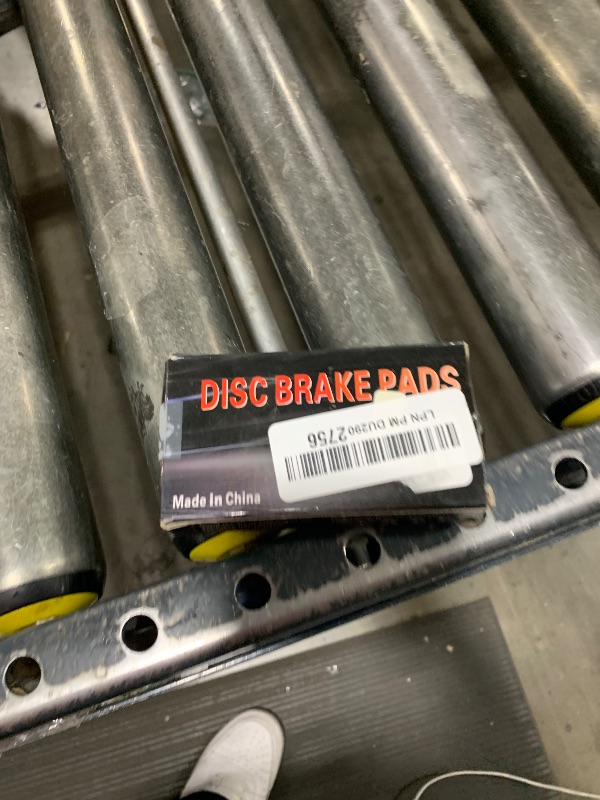 DISC BRAKE PADS
LPN PM DU290 2756
Made In China